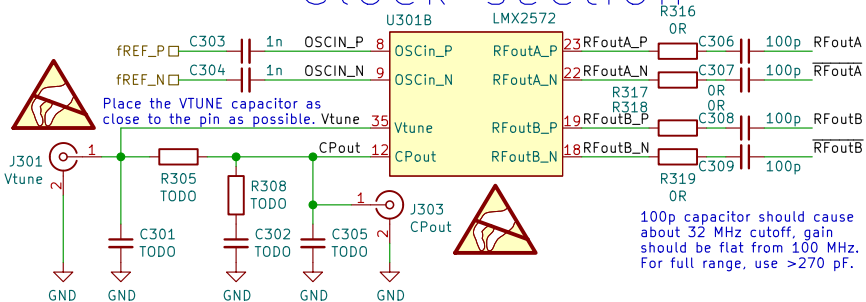 Clock section
U301B
LMX2572
R316
0R
C303
1n
OSCIN_P
8
OSCin_P
RFoutA_P
23
RFoutA_P
C306
100p
RFoutA
fREF_P
C304
1n
OSCIN_N
9
OSCin_N
RFoutA_N
22
RFoutA_N
C307
100p
RFoutA
fREF_N
R317
0R
R318
0R
Place the VTUNE capacitor as
close to the pin as possible.
Vtune
35
Vtune
RFoutB_P
19
RFoutB_P
C308
100p
RFoutB
J301
Vtune
1
2
CPout
12
CPout
RFoutB_N
18
RFoutB_N
C309
100p
RFoutB
R305
TODO
R308
TODO
R319
0R
1
2
J303
CPout
C301
TODO
C302
TODO
C305
TODO
100p capacitor should cause
about 32 MHz cutoff, gain
should be flat from 100 MHz.
For full range, use >270 pF.
GND
GND
GND
GND
GND